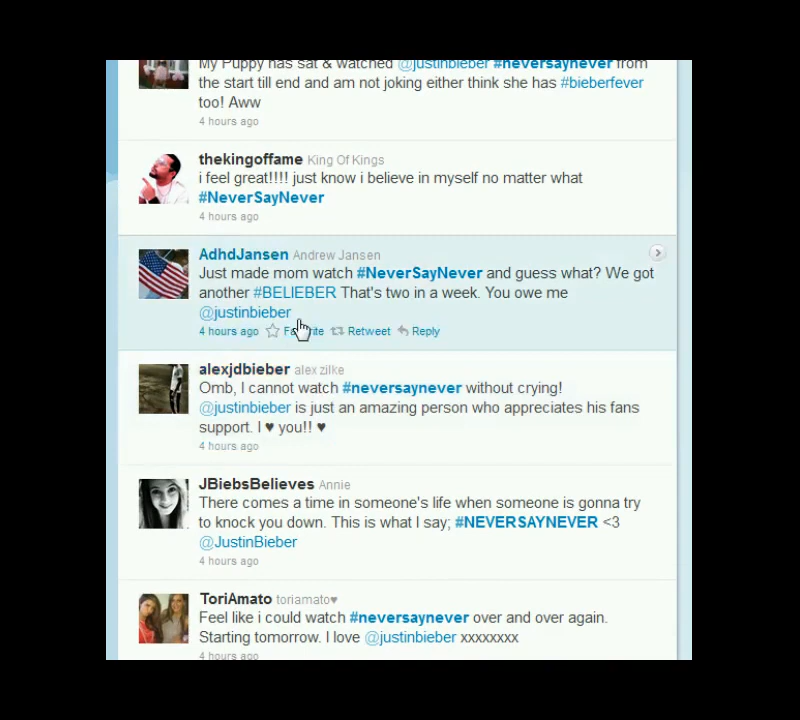 My Puppy has sat & watched @justinbieber #neversaynever from
the start till end and am not joking either think she has #bieberfever
too! Aww
4 hours ago
thekingoffame King Of Kings
i feel great!!!! just know i believe in myself no matter what
#NeverSayNever
4 hours ago
AdhdJansen Andrew Jansen
Just made mom watch #NeverSayNever and guess what? We got
another #BELIEBER That's two in a week. You owe me
@justinbieber
4 hours ago Favorite Retweet Reply
alexjdbieber alex zilke
Omb, I cannot watch #neversaynever without crying!
@justinbieber is just an amazing person who appreciates his fans
support. I ♥ you!! ♥
4 hours ago
JBiebsBelieves Annie
There comes a time in someone's life when someone is gonna try
to knock you down. This is what I say; #NEVERSAYNEVER <3
@JustinBieber
4 hours ago
ToriAmato toriamato♥
Feel like i could watch #neversaynever over and over again.
Starting tomorrow. I love @justinbieber xxxxxxxx
4 hours ago